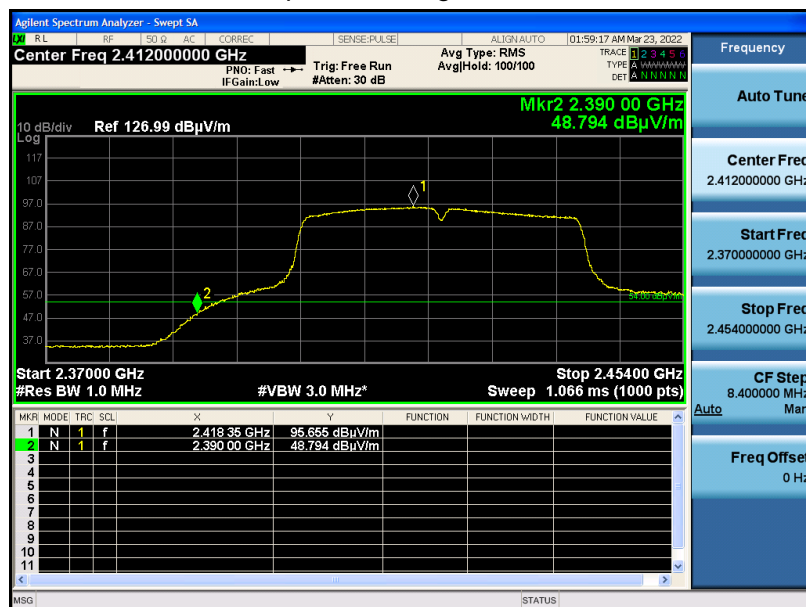 Agilent Spectrum Analyzer - Swept SA
LXI RL RF 50 Ω AC CORREC SENSE:PULSE ALIGN AUTO 01:59:17 AM Mar 23, 2022
Center Freq 2.412000000 GHz
PNO: Fast
IFGain:Low
Trig: Free Run
#Atten: 30 dB
Avg Type: RMS
Avg|Hold: 100/100
TRACE 1 2 3 4 5 6
TYPE A WWWWW
DET A N N N N N
Mkr2 2.390 00 GHz
48.794 dBµV/m
10 dB/div Ref 126.99 dBµV/m
Log
117
107
97.0
87.0
77.0
67.0
57.0
47.0
37.0
1
2
54.00 dBµV/m
Start 2.37000 GHz Stop 2.45400 GHz
#Res BW 1.0 MHz #VBW 3.0 MHz* Sweep 1.066 ms (1000 pts)
MKR MODE TRC SCL X Y FUNCTION FUNCTION WIDTH FUNCTION VALUE
1 N 1 f 2.418 35 GHz 95.655 dBµV/m
2 N 1 f 2.390 00 GHz 48.794 dBµV/m
3
4
5
6
7
8
9
10
11
MSG STATUS
Frequency
Auto Tune
Center Freq
2.412000000 GHz
Start Freq
2.370000000 GHz
Stop Freq
2.454000000 GHz
CF Step
8.400000 MHz
Auto Man
Freq Offset
0 Hz